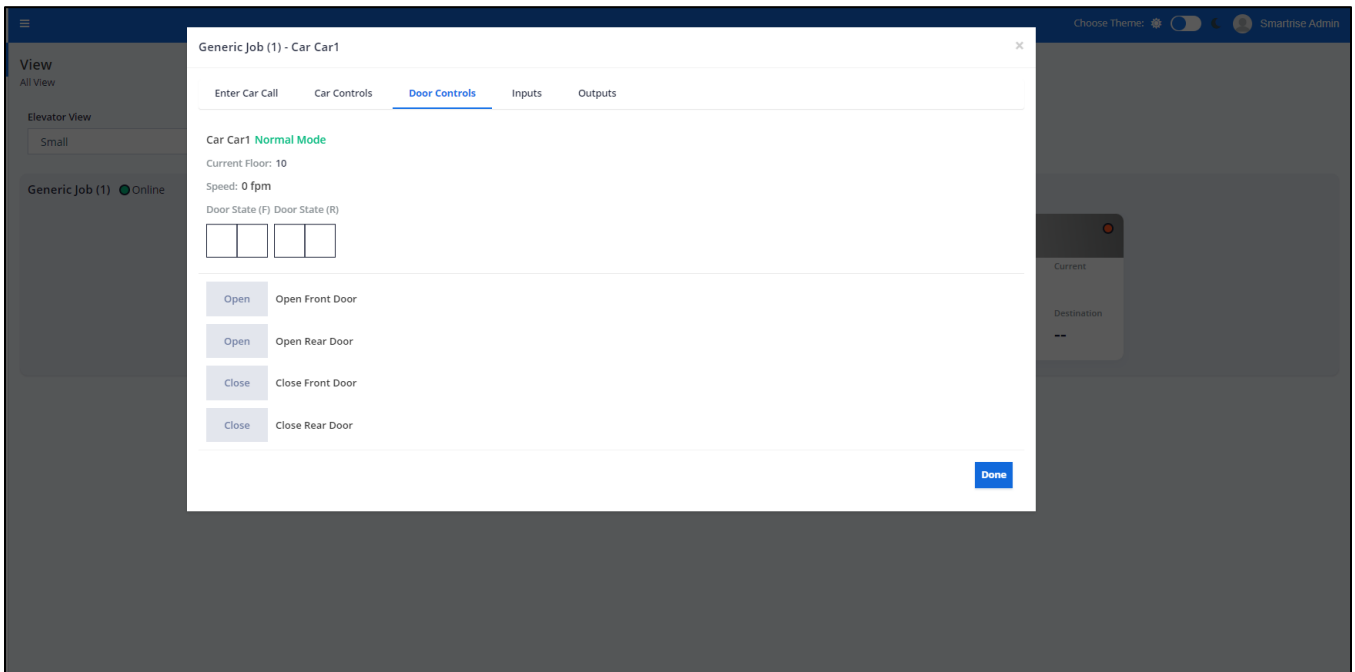 Choose Theme:
Smartrise Admin
View
All View
Elevator View
Small
Generic Job (1) Online
Current
Destination
--
Generic Job (1) - Car Car1
×
Enter Car Call Car Controls Door Controls Inputs Outputs
Car Car1 Normal Mode
Current Floor: 10
Speed: 0 fpm
Door State (F) Door State (R)
Open Open Front Door
Open Open Rear Door
Close Close Front Door
Close Close Rear Door
Done